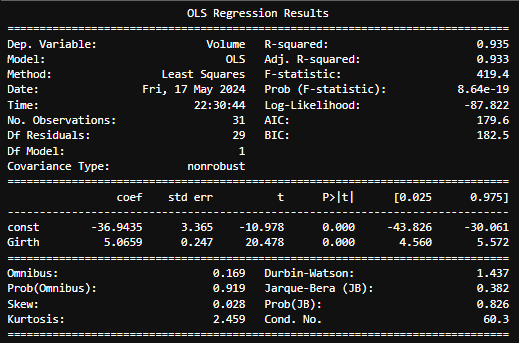 OLS Regression Results
==============================================================================
Dep. Variable: Volume R-squared: 0.935
Model: OLS Adj. R-squared: 0.933
Method: Least Squares F-statistic: 419.4
Date: Fri, 17 May 2024 Prob (F-statistic): 8.64e-19
Time: 22:30:44 Log-Likelihood: -87.822
No. Observations: 31 AIC: 179.6
Df Residuals: 29 BIC: 182.5
Df Model: 1
Covariance Type: nonrobust
==============================================================================
coef std err t P>|t| [0.025 0.975]
------------------------------------------------------------------------------
const -36.9435 3.365 -10.978 0.000 -43.826 -30.061
Girth 5.0659 0.247 20.478 0.000 4.560 5.572
==============================================================================
Omnibus: 0.169 Durbin-Watson: 1.437
Prob(Omnibus): 0.919 Jarque-Bera (JB): 0.382
Skew: 0.028 Prob(JB): 0.826
Kurtosis: 2.459 Cond. No. 60.3
==============================================================================